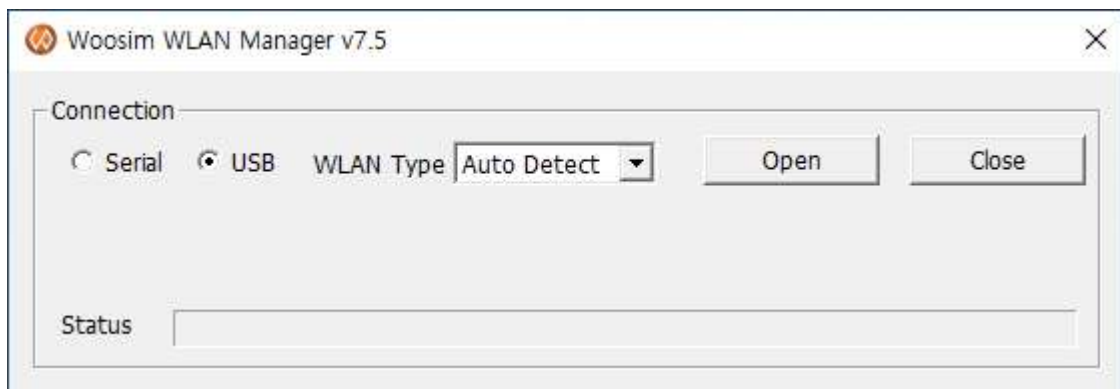 Woosim WLAN Manager v7.5
Connection
Serial USB WLAN Type Auto Detect Open Close
Status